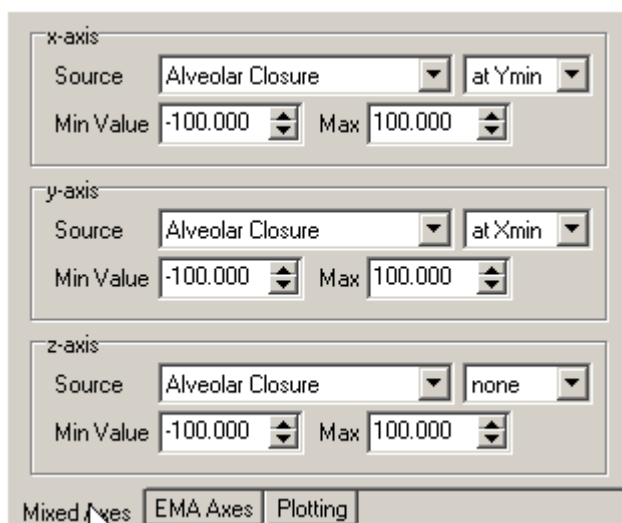 x-axis
Source Alveolar Closure at Ymin
Min Value -100.000 Max 100.000
y-axis
Source Alveolar Closure at Xmin
Min Value -100.000 Max 100.000
z-axis
Source Alveolar Closure none
Min Value -100.000 Max 100.000
Mixed Axes EMA Axes Plotting